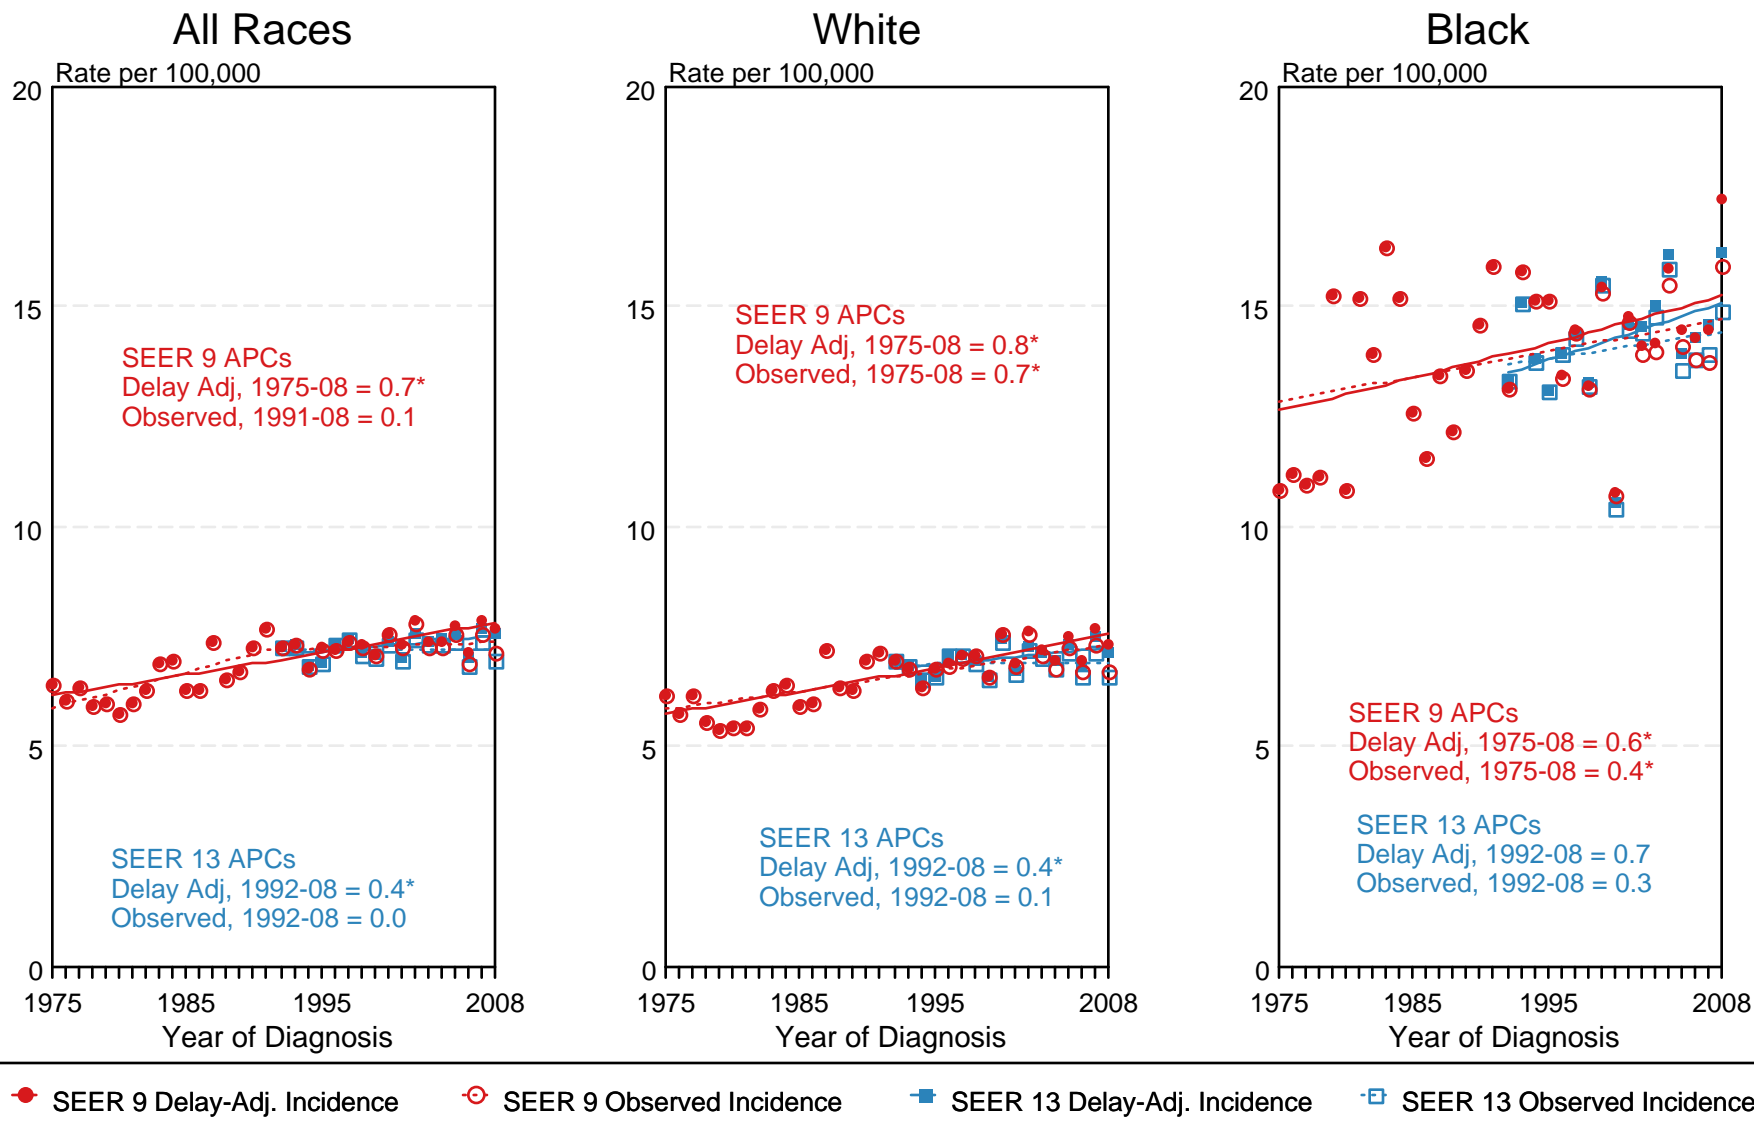 All Races
Rate per 100,000
20
15
10
5
0
SEER 9 APCs
Delay Adj, 1975-08 = 0.7*
Observed, 1991-08 = 0.1
SEER 13 APCs
Delay Adj, 1992-08 = 0.4*
Observed, 1992-08 = 0.0
1975 1985 1995 2008
Year of Diagnosis
White
Rate per 100,000
20
15
10
5
0
SEER 9 APCs
Delay Adj, 1975-08 = 0.8*
Observed, 1975-08 = 0.7*
SEER 13 APCs
Delay Adj, 1992-08 = 0.4*
Observed, 1992-08 = 0.1
1975 1985 1995 2008
Year of Diagnosis
Black
Rate per 100,000
20
15
10
5
0
SEER 9 APCs
Delay Adj, 1975-08 = 0.6*
Observed, 1975-08 = 0.4*
SEER 13 APCs
Delay Adj, 1992-08 = 0.7
Observed, 1992-08 = 0.3
1975 1985 1995 2008
Year of Diagnosis
SEER 9 Delay-Adj. Incidence SEER 9 Observed Incidence SEER 13 Delay-Adj. Incidence SEER 13 Observed Incidence